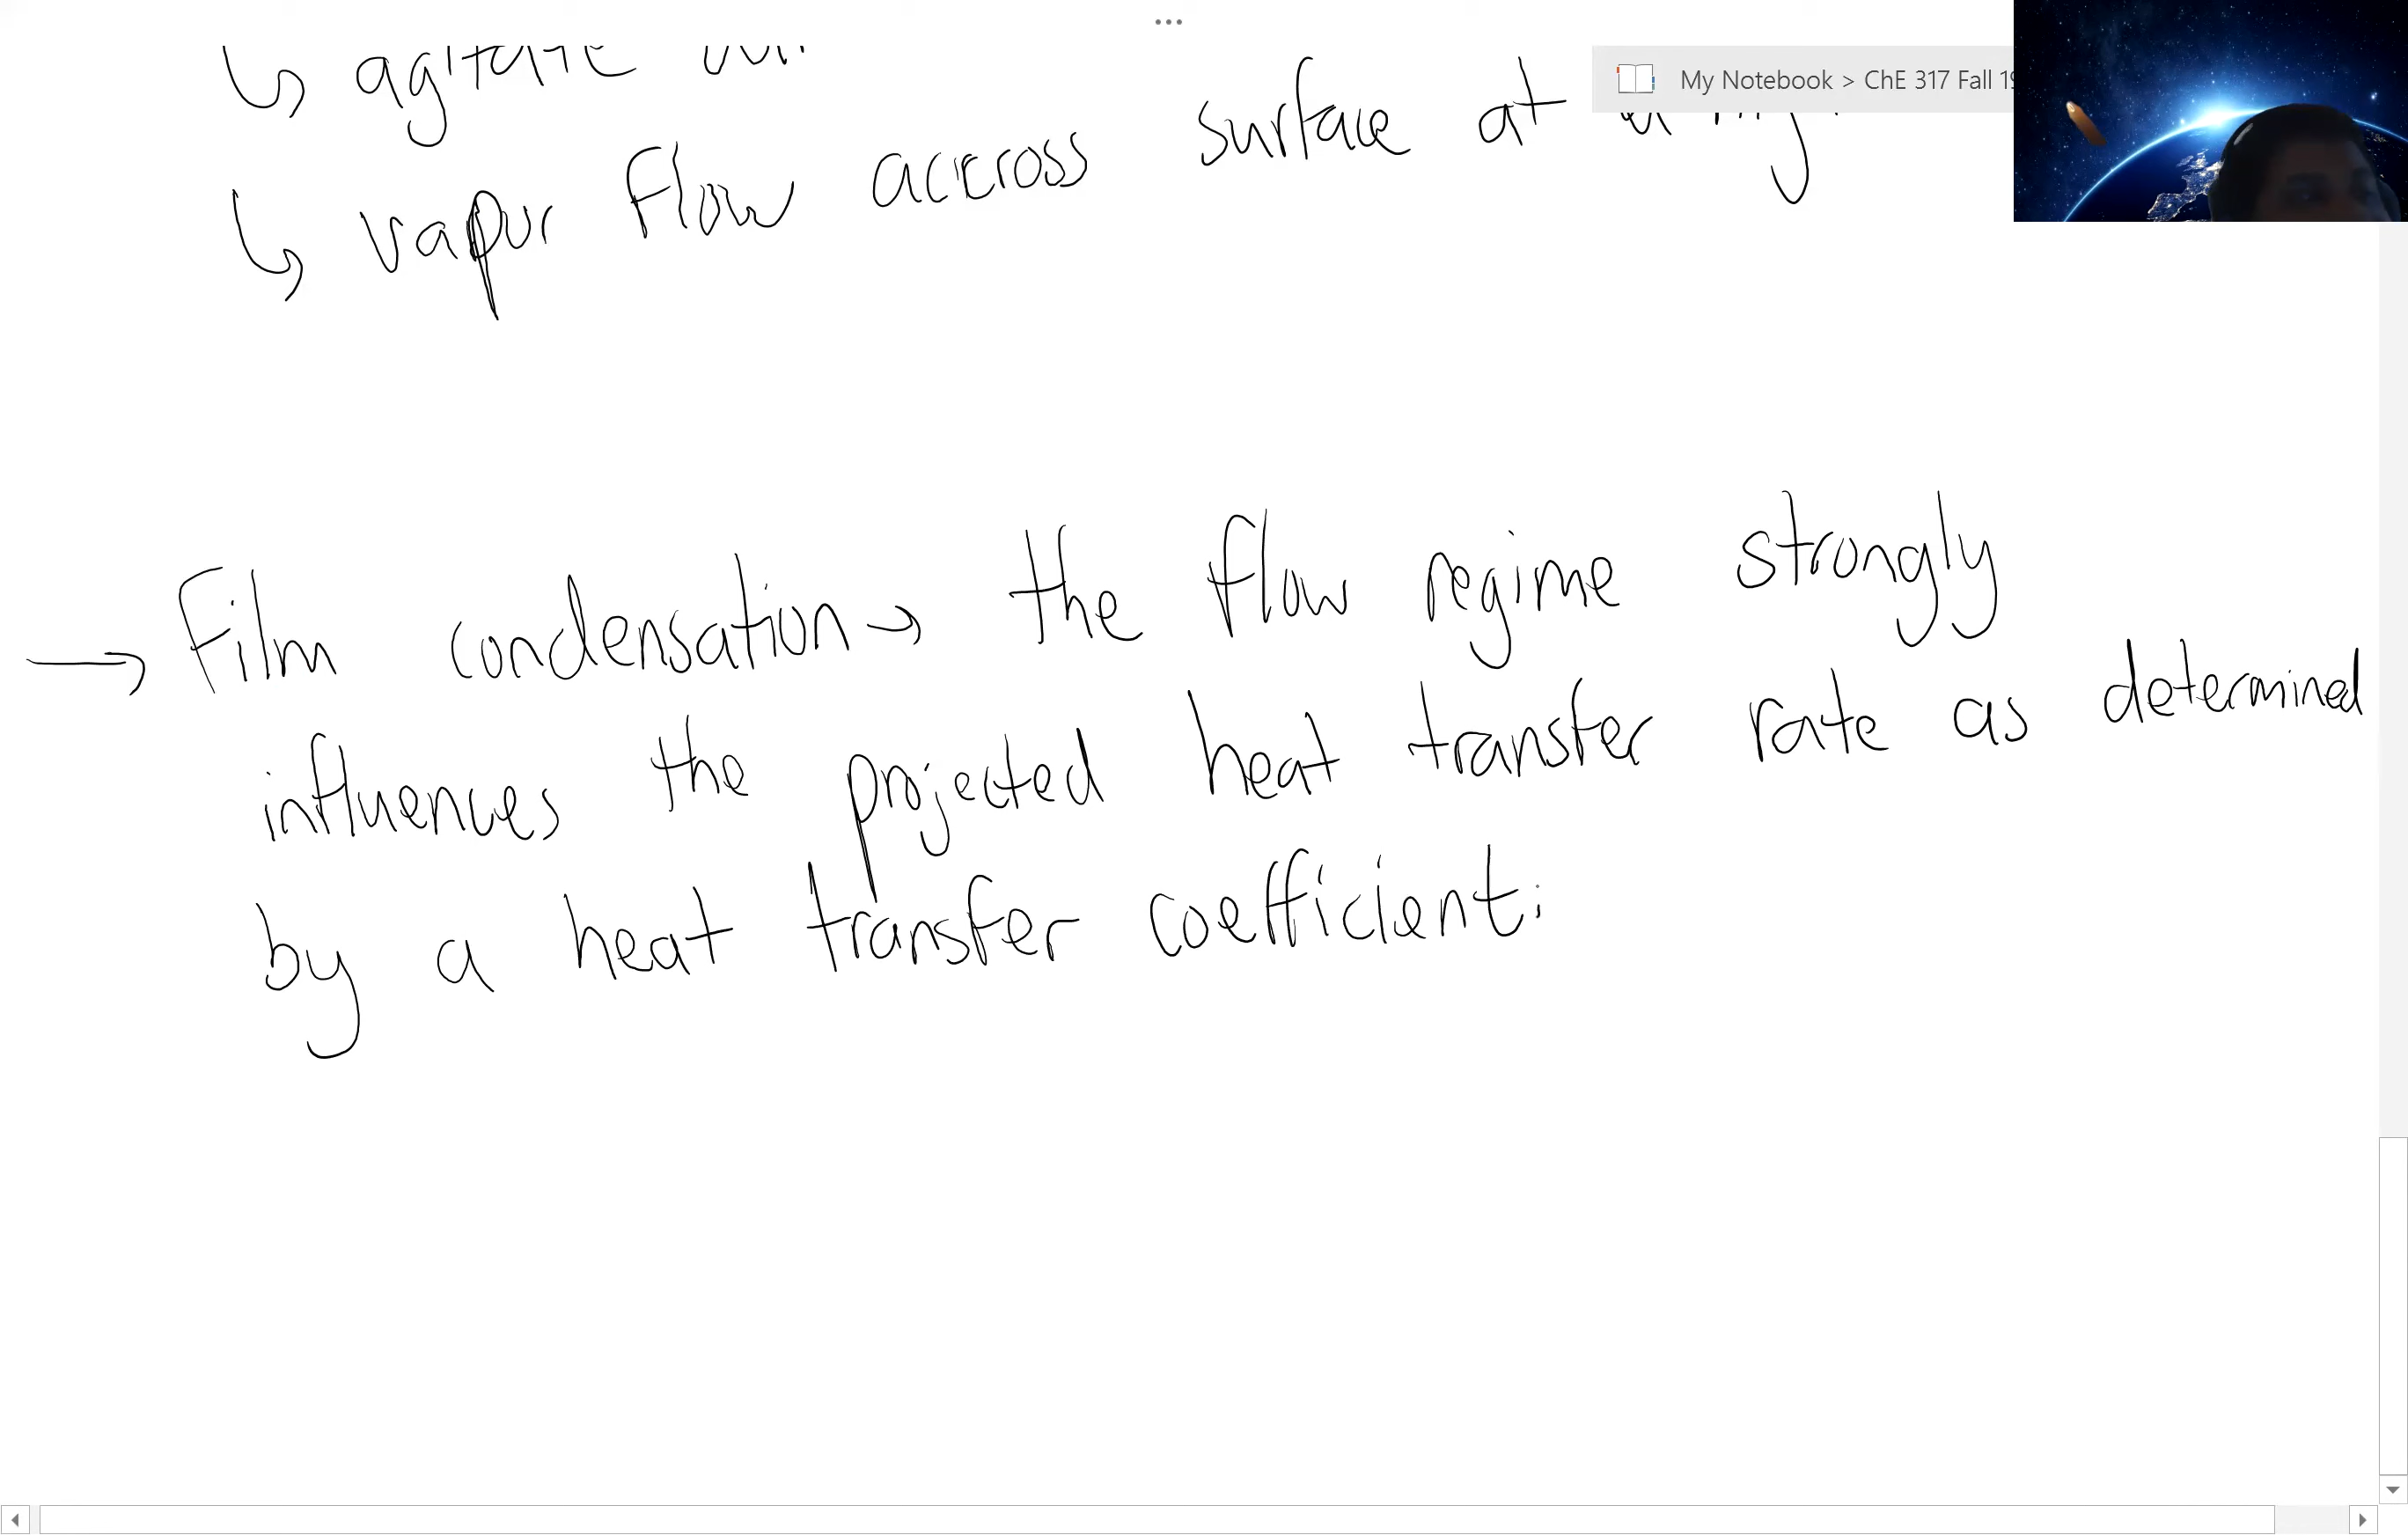 ↳ agitate
My Notebook > ChE 317 Fall 19
↳ vapor flow accross surface at a
→ Film condensation → the flow regime strongly
influences the projected heat transfer rate as determined
by a heat transfer coefficient: